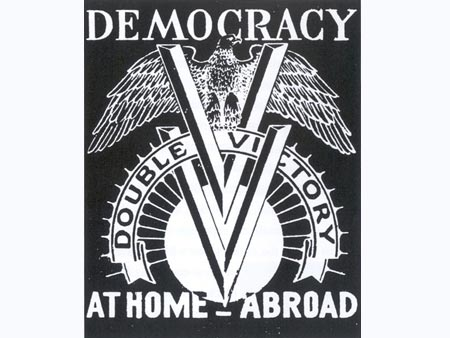 DEMOCRACY
DOUBLE VICTORY
AT HOME – ABROAD